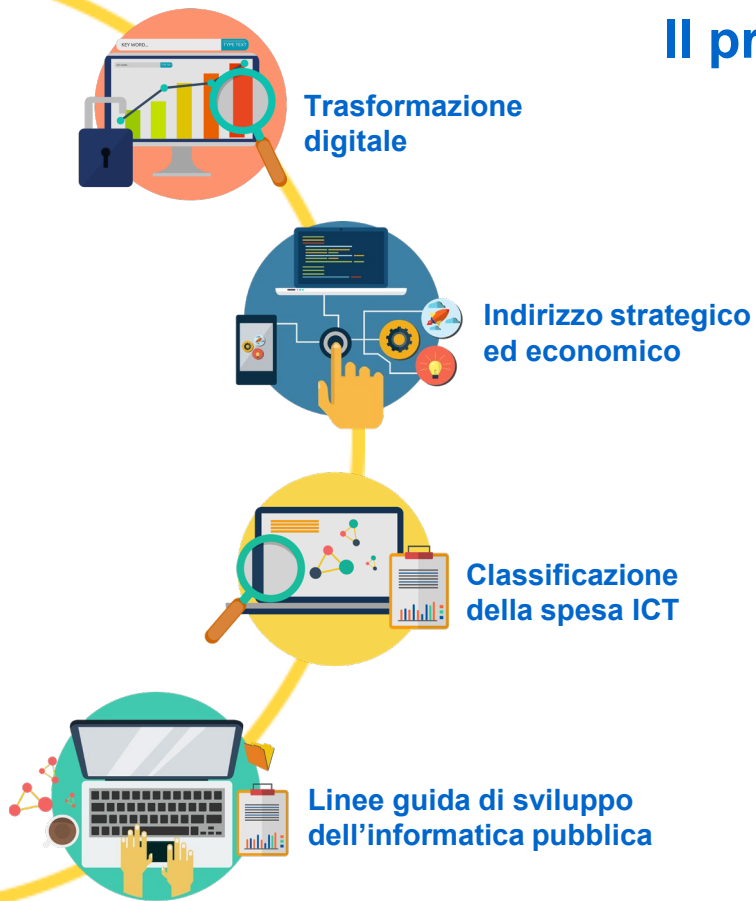 Il pr
KEY WORD...
TYPE TEXT
Trasformazione
digitale
Indirizzo strategico
ed economico
Classificazione
della spesa ICT
Linee guida di sviluppo
dell’informatica pubblica